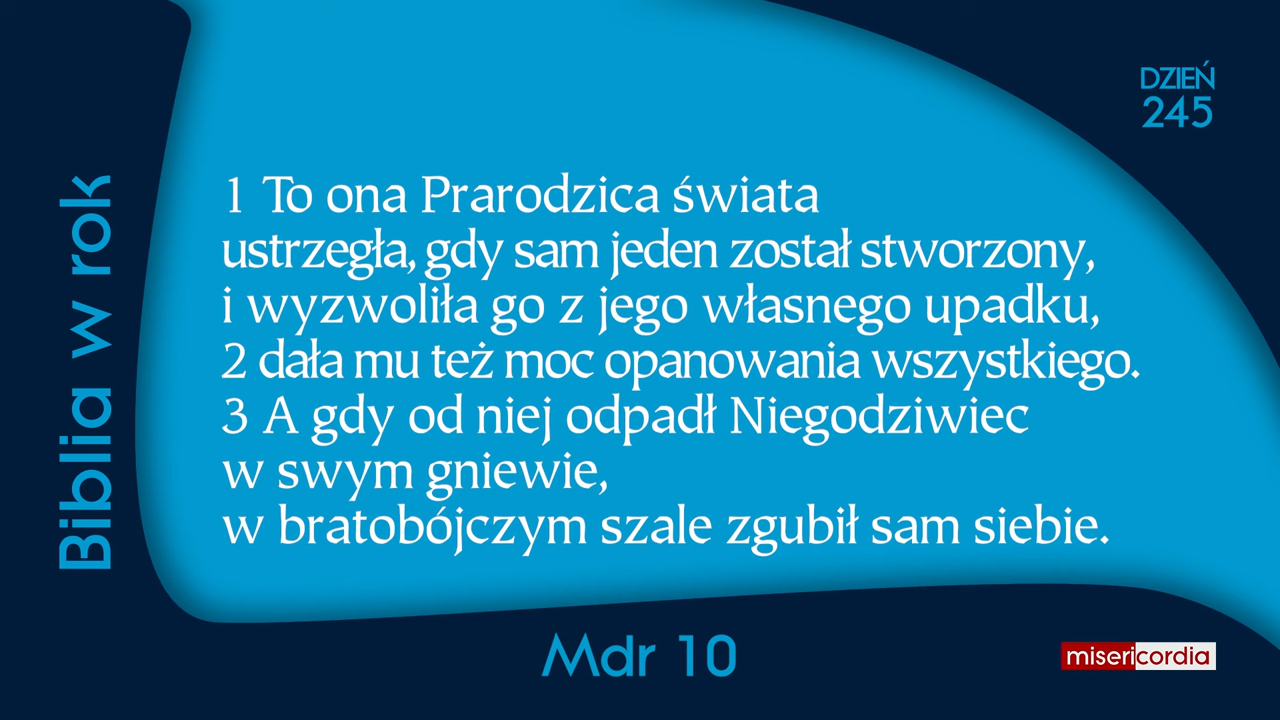 DZIEŃ
245
Biblia w rok
1 To ona Prarodzica świata
ustrzegła, gdy sam jeden został stworzony,
i wyzwoliła go z jego własnego upadku,
2 dała mu też moc opanowania wszystkiego.
3 A gdy od niej odpadł Niegodziwiec
w swym gniewie,
w bratobójczym szale zgubił sam siebie.
Mdr 10
misericordia